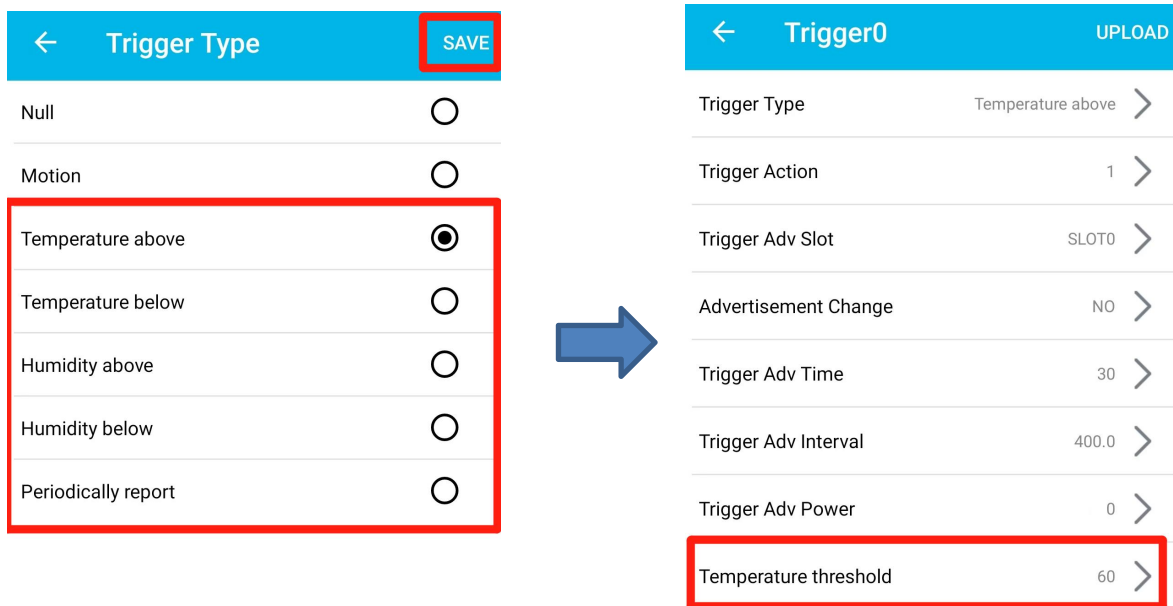 Trigger Type
SAVE
Null
Motion
Temperature above
Temperature below
Humidity above
Humidity below
Periodically report
Trigger0
UPLOAD
Trigger Type Temperature above
Trigger Action 1
Trigger Adv Slot SLOT0
Advertisement Change NO
Trigger Adv Time 30
Trigger Adv Interval 400.0
Trigger Adv Power 0
Temperature threshold 60